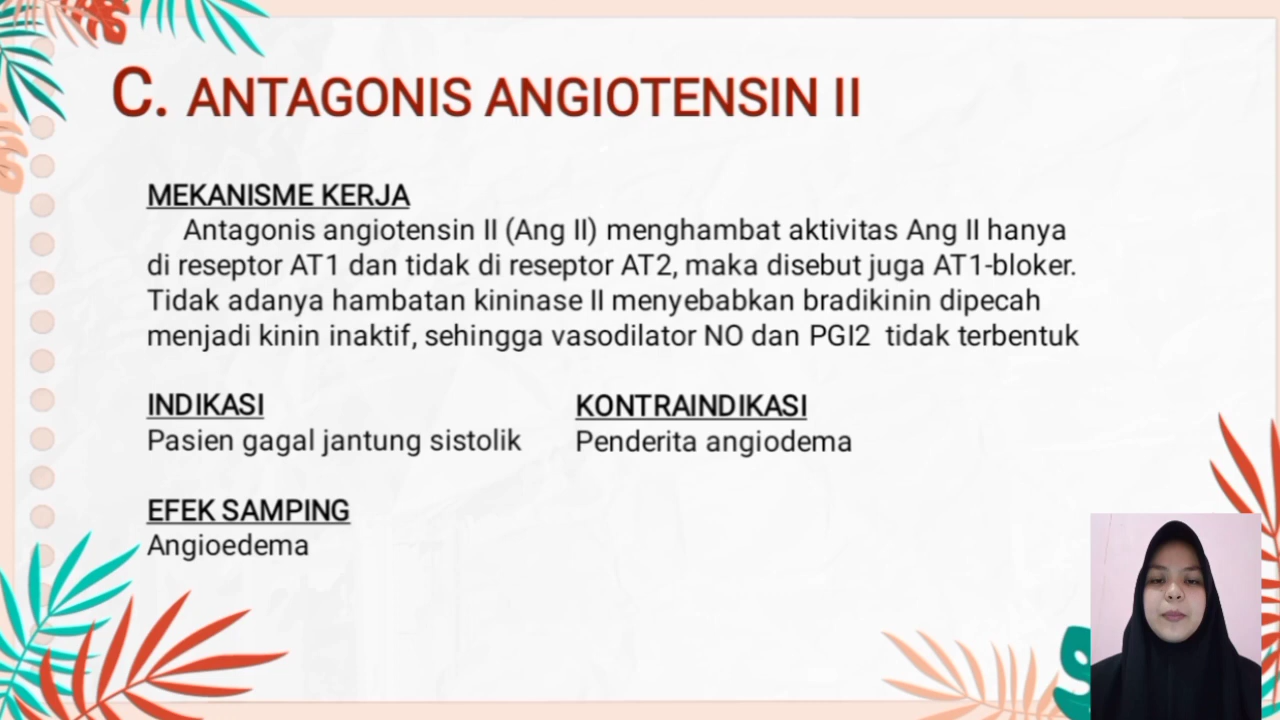 C. ANTAGONIS ANGIOTENSIN II
MEKANISME KERJA
Antagonis angiotensin II (Ang II) menghambat aktivitas Ang II hanya
di reseptor AT1 dan tidak di reseptor AT2, maka disebut juga AT1-bloker.
Tidak adanya hambatan kininase II menyebabkan bradikinin dipecah
menjadi kinin inaktif, sehingga vasodilator NO dan PGI2 tidak terbentuk
INDIKASI
Pasien gagal jantung sistolik
KONTRAINDIKASI
Penderita angiodema
EFEK SAMPING
Angioedema